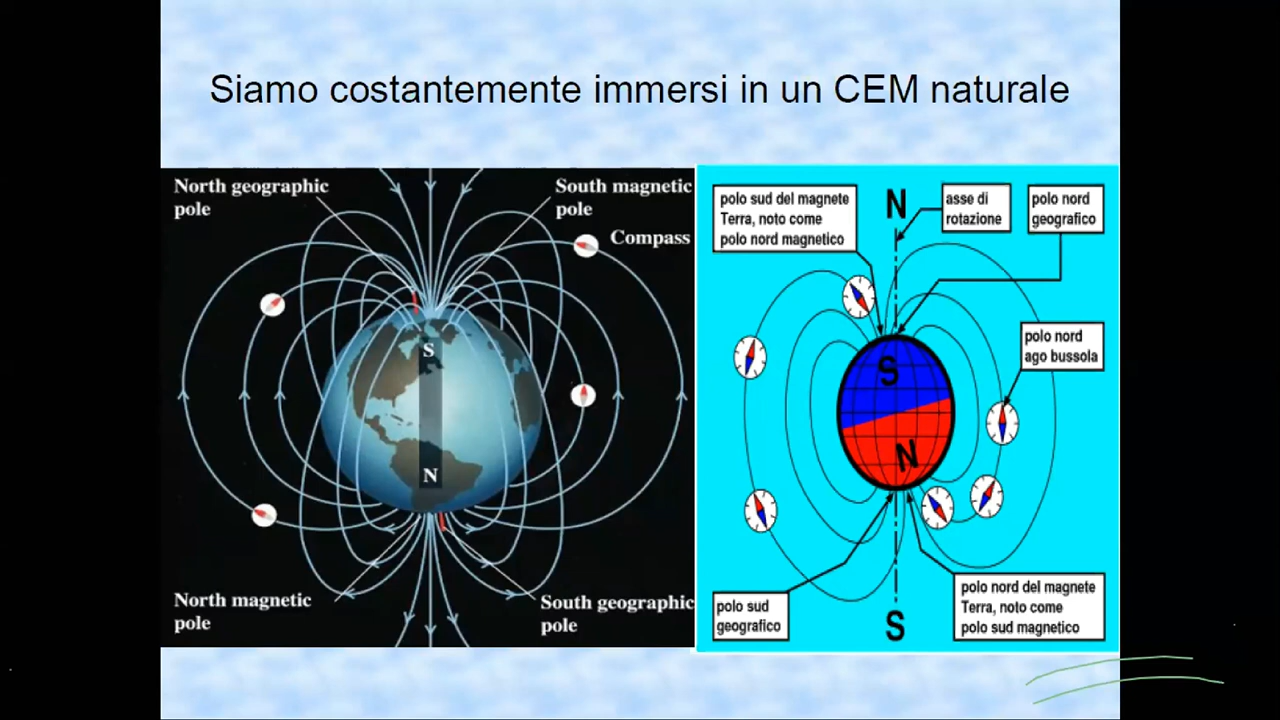 Siamo costantemente immersi in un CEM naturale
North geographic
pole
South magnetic
pole
Compass
S
N
North magnetic
pole
South geographic
pole
polo sud del magnete
Terra, noto come
polo nord magnetico
N
asse di
rotazione
polo nord
geografico
polo nord
ago bussola
S
N
polo sud
geografico
S
polo nord del magnete
Terra, noto come
polo sud magnetico